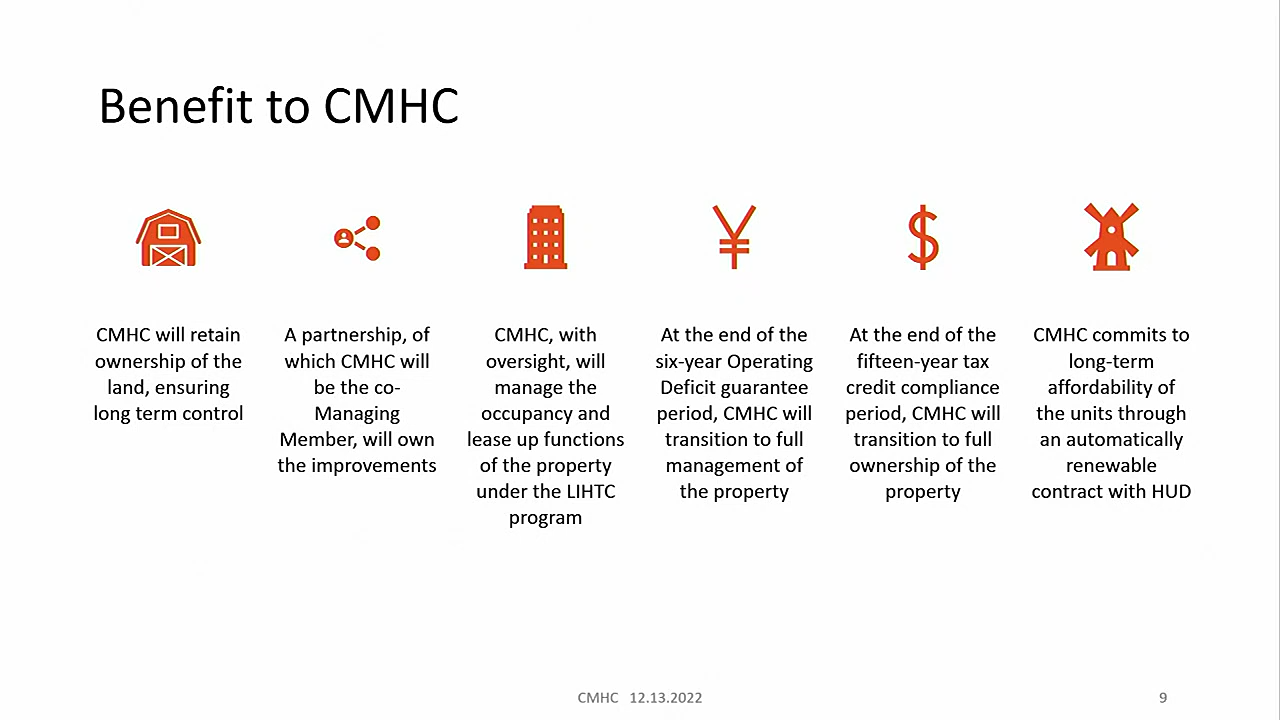 Benefit to CMHC
CMHC will retain
ownership of the
land, ensuring
long term control
A partnership, of
which CMHC will
be the co-
Managing
Member, will own
the improvements
CMHC, with
oversight, will
manage the
occupancy and
lease up functions
of the property
under the LIHTC
program
At the end of the
six-year Operating
Deficit guarantee
period, CMHC will
transition to full
management of
the property
At the end of the
fifteen-year tax
credit compliance
period, CMHC will
transition to full
ownership of the
property
CMHC commits to
long-term
affordability of
the units through
an automatically
renewable
contract with HUD
CMHC 12.13.2022
9